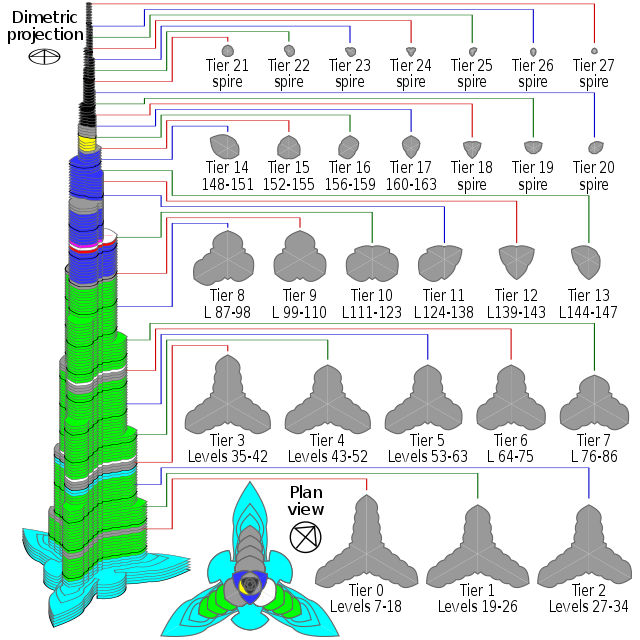 Dimetric
projection
Tier 21
spire
Tier 22
spire
Tier 23
spire
Tier 24
spire
Tier 25
spire
Tier 26
spire
Tier 27
spire
Tier 14
148-151
Tier 15
152-155
Tier 16
156-159
Tier 17
160-163
Tier 18
spire
Tier 19
spire
Tier 20
spire
Tier 8
L 87-98
Tier 9
L 99-110
Tier 10
L111-123
Tier 11
L124-138
Tier 12
L139-143
Tier 13
L144-147
Tier 3
Levels 35-42
Tier 4
Levels 43-52
Tier 5
Levels 53-63
Tier 6
L 64-75
Tier 7
L 76-86
Plan
view
Tier 0
Levels 7-18
Tier 1
Levels 19-26
Tier 2
Levels 27-34